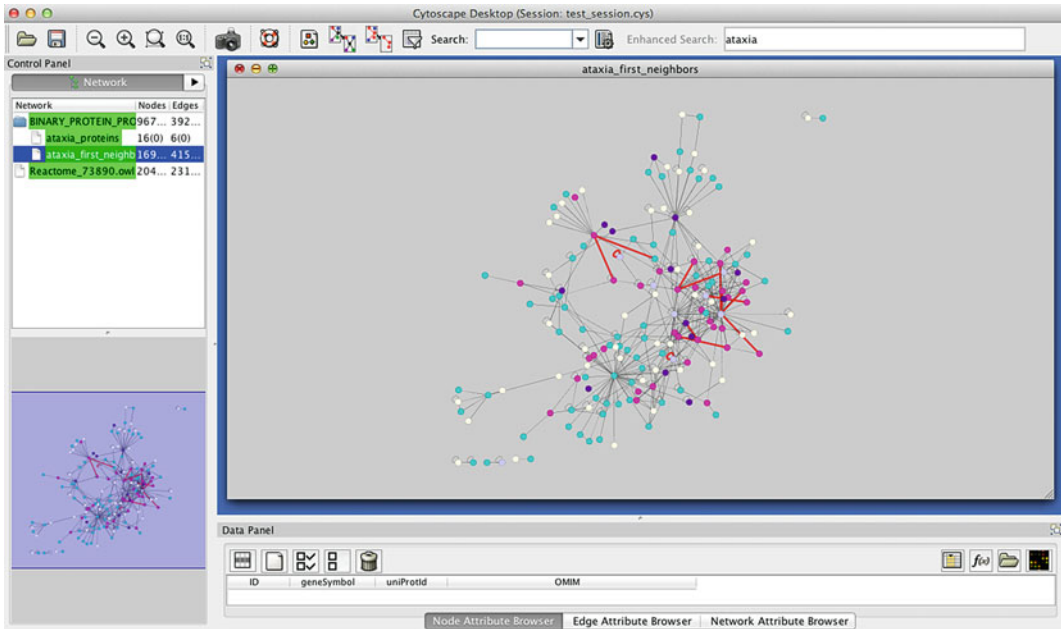 Cytoscape Desktop (Session: test_session.cys)
Search: Enhanced Search: ataxia
Control Panel
Network
Network Nodes Edges
BINARY_PROTEIN_PRO 967... 392...
ataxia_proteins 16(0) 6(0)
ataxia_first_neighb 169... 415...
Reactome_73890.owl 204... 231...
ataxia_first_neighbors
Data Panel
f(x)
ID geneSymbol uniProtId OMIM
Node Attribute Browser Edge Attribute Browser Network Attribute Browser